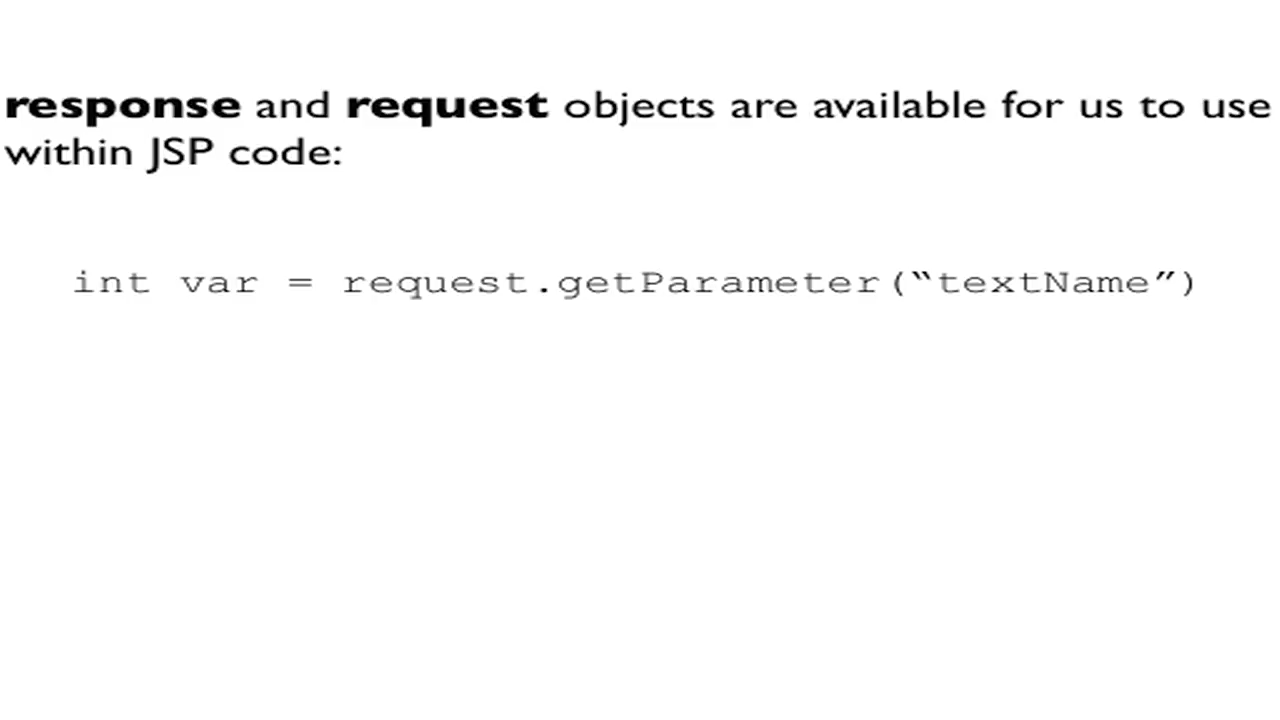 response and request objects are available for us to use
within JSP code:
int var = request.getParameter(“textName”)